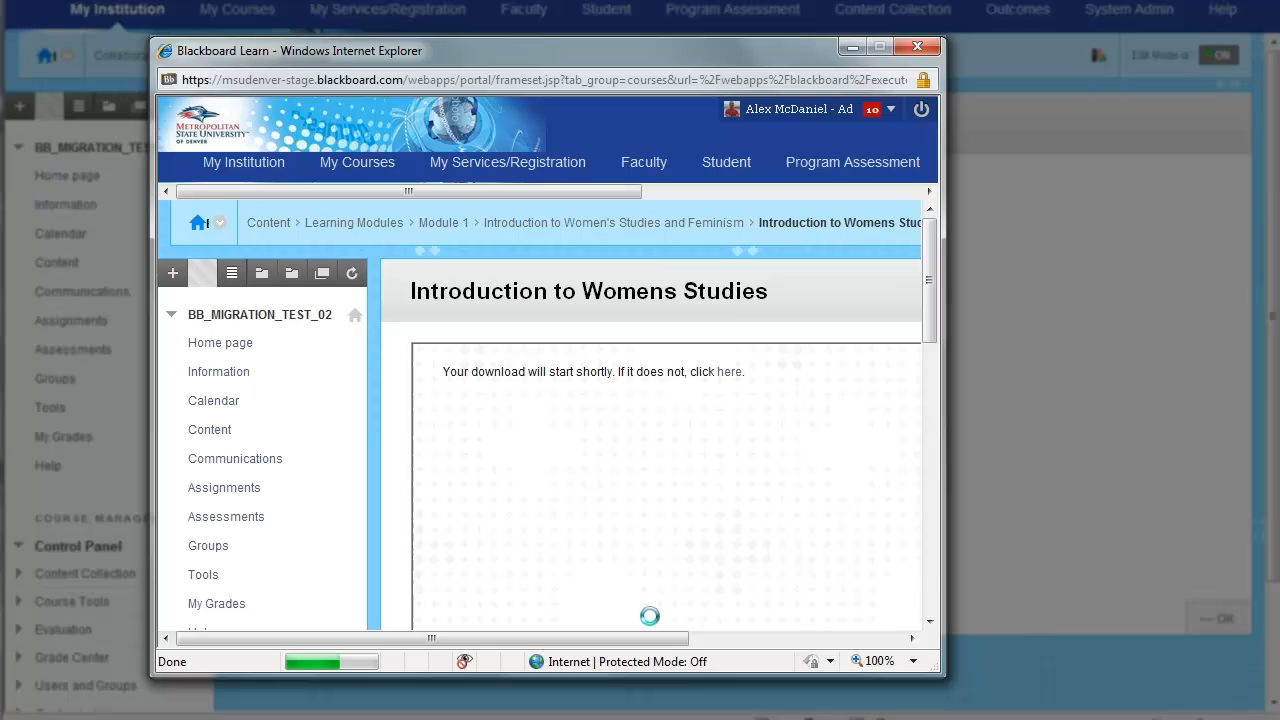 My Institution My Courses My Services/Registration Faculty Student Program Assessment Content Collection Outcomes System Admin Help
Blackboard Learn - Windows Internet Explorer
https://msudenver-stage.blackboard.com/webapps/portal/frameset.jsp?tab_group=courses&url=%2Fwebapps%2Fblackboard%2Fexecute
Edit Mode is: ON
METROPOLITAN
STATE UNIVERSITY™
OF DENVER
Alex McDaniel - Ad 10
My Institution My Courses My Services/Registration Faculty Student Program Assessment
Content > Learning Modules > Module 1 > Introduction to Women's Studies and Feminism > Introduction to Womens Stud
Introduction to Womens Studies
BB_MIGRATION_TEST_02
Home page
Information
Calendar
Content
Communications
Assignments
Assessments
Groups
Tools
My Grades
Your download will start shortly. If it does not, click here.
Done
Internet | Protected Mode: Off
100%
BB_MIGRATION_TES
Home page
Information
Calendar
Content
Communications
Assignments
Assessments
Groups
Tools
My Grades
Help
COURSE MANAG
Control Panel
Content Collection
Course Tools
Evaluation
Grade Center
Users and Groups
OK